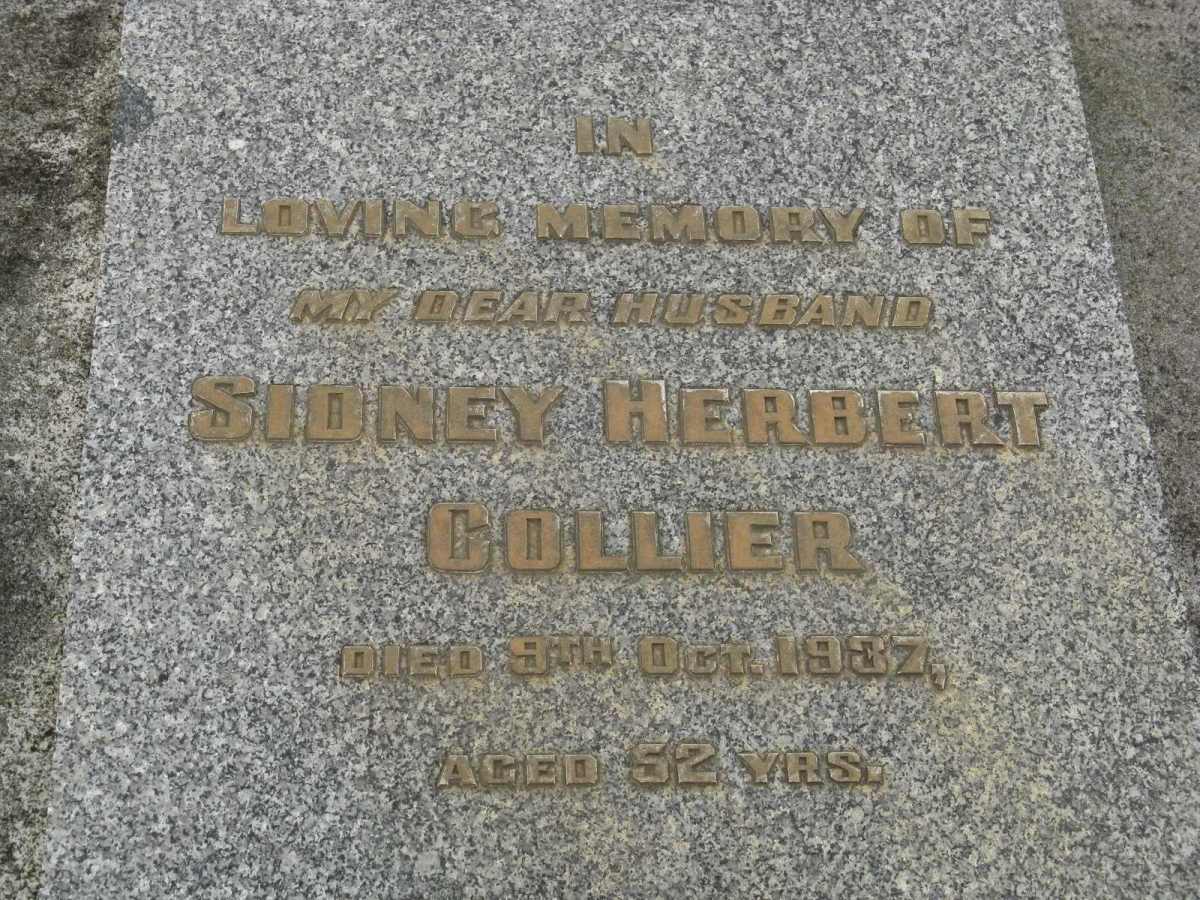 IN
LOVING MEMORY OF
MY DEAR HUSBAND
SIDNEY HERBERT
COLLIER
DIED 9TH OCT. 1937,
AGED 52 YRS.